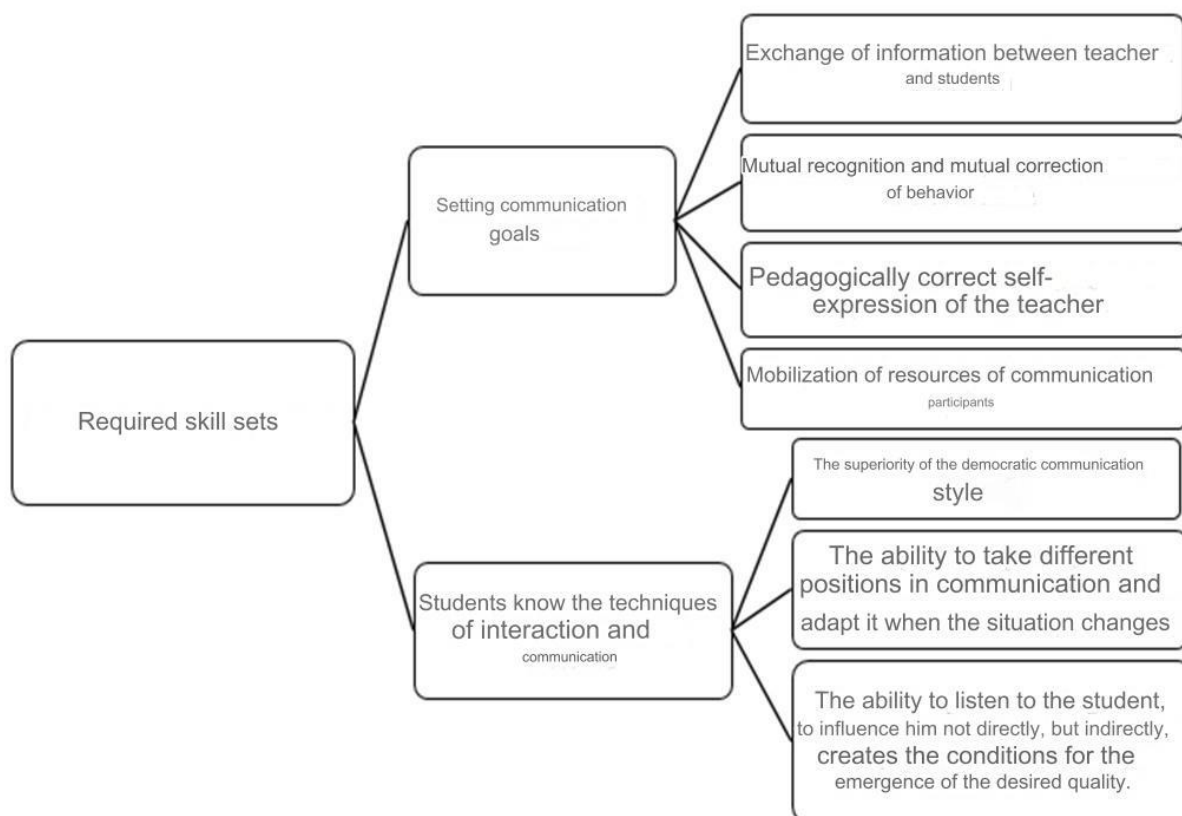 Exchange of information between teacher
and students
Mutual recognition and mutual correction
of behavior
Setting communication
goals
Pedagogically correct self-
expression of the teacher
Mobilization of resources of communication
participants
Required skill sets
The superiority of the democratic communication
style
The ability to take different
positions in communication and
adapt it when the situation changes
Students know the techniques
of interaction and
communication
The ability to listen to the student,
to influence him not directly, but indirectly,
creates the conditions for the
emergence of the desired quality.